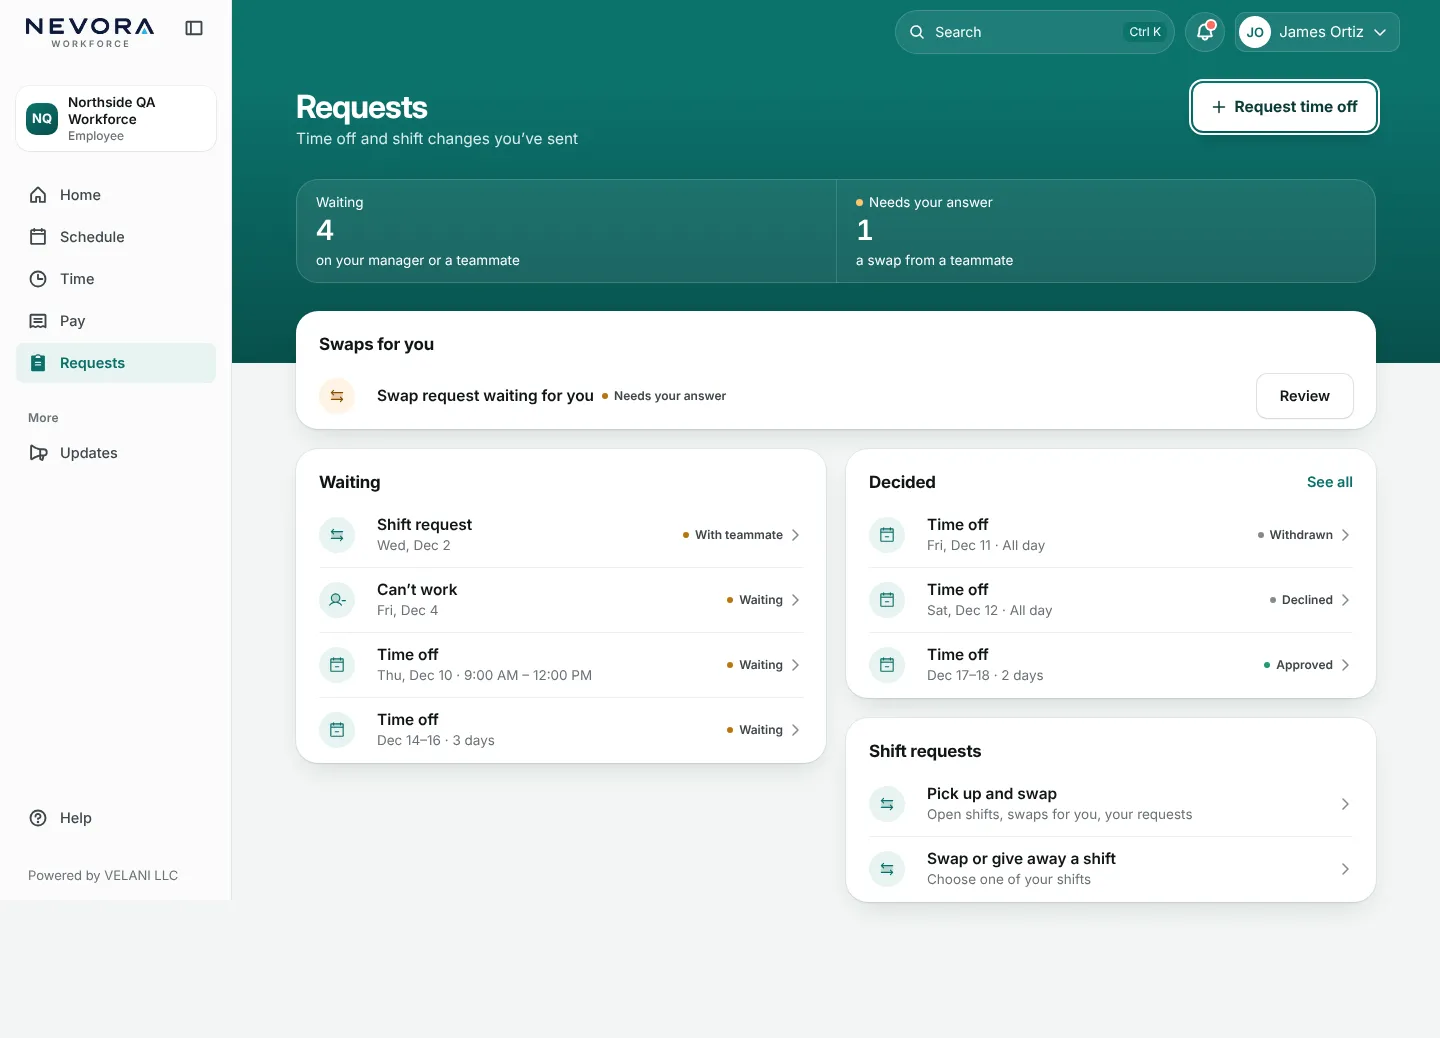 NEVORA
WORKFORCE
Search
Ctrl K
JO
James Ortiz
NQ
Northside QA
Workforce
Employee
Home
Schedule
Time
Pay
Requests
More
Updates
Help
Powered by VELANI LLC
Requests
Time off and shift changes you’ve sent
Request time off
Waiting
4
on your manager or a teammate
Needs your answer
1
a swap from a teammate
Swaps for you
Swap request waiting for you
Needs your answer
Review
Waiting
Shift request
Wed, Dec 2
With teammate
Can’t work
Fri, Dec 4
Waiting
Time off
Thu, Dec 10 · 9:00 AM – 12:00 PM
Waiting
Time off
Dec 14–16 · 3 days
Waiting
Decided
See all
Time off
Fri, Dec 11 · All day
Withdrawn
Time off
Sat, Dec 12 · All day
Declined
Time off
Dec 17–18 · 2 days
Approved
Shift requests
Pick up and swap
Open shifts, swaps for you, your requests
Swap or give away a shift
Choose one of your shifts